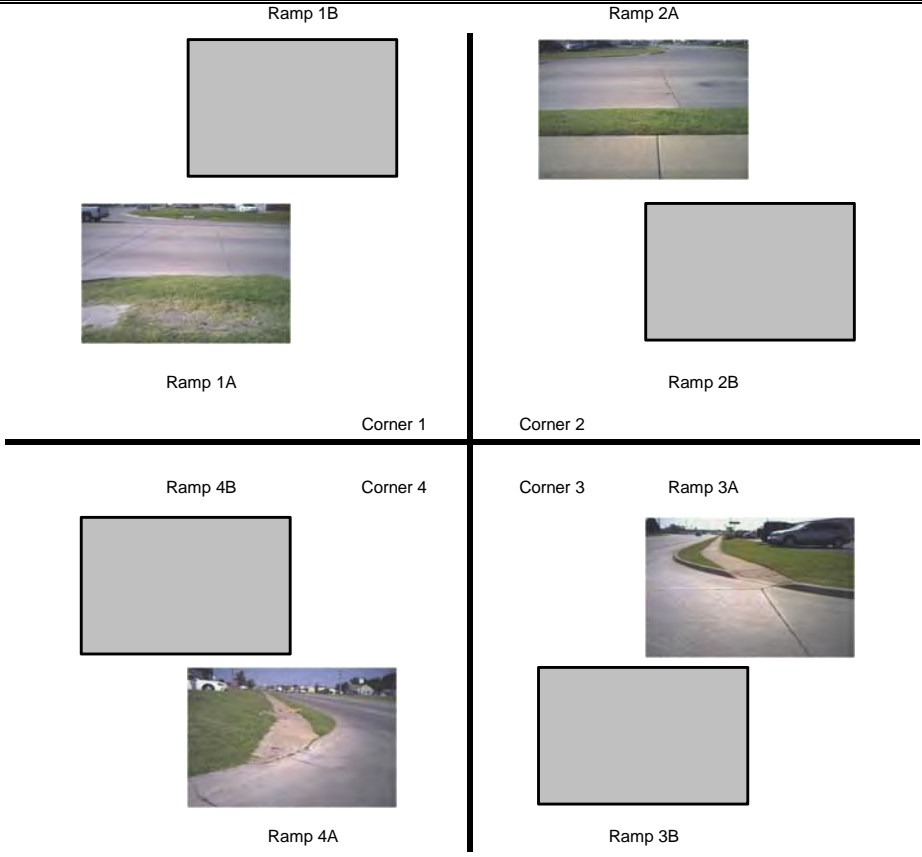 Ramp 1B
Ramp 2A
Ramp 1A
Ramp 2B
Corner 1
Corner 2
Ramp 4B
Corner 4
Corner 3
Ramp 3A
Ramp 4A
Ramp 3B